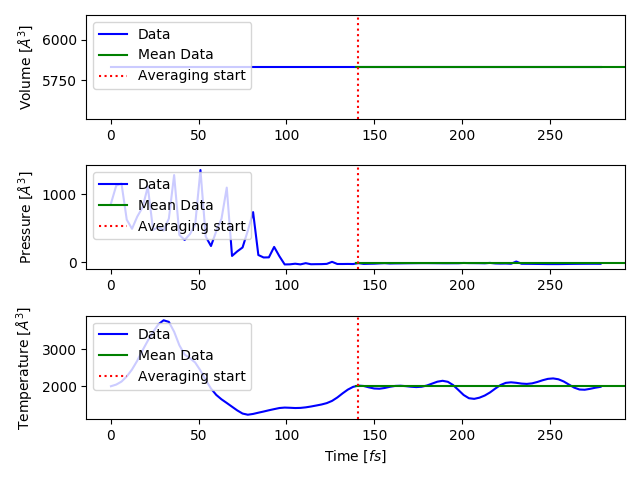 Volume [Å³]
6000
5750
Data
Mean Data
Averaging start
0 50 100 150 200 250
Pressure [Å³]
1000
0
Data
Mean Data
Averaging start
0 50 100 150 200 250
Temperature [Å³]
3000
2000
Data
Mean Data
Averaging start
0 50 100 150 200 250
Time [fs]